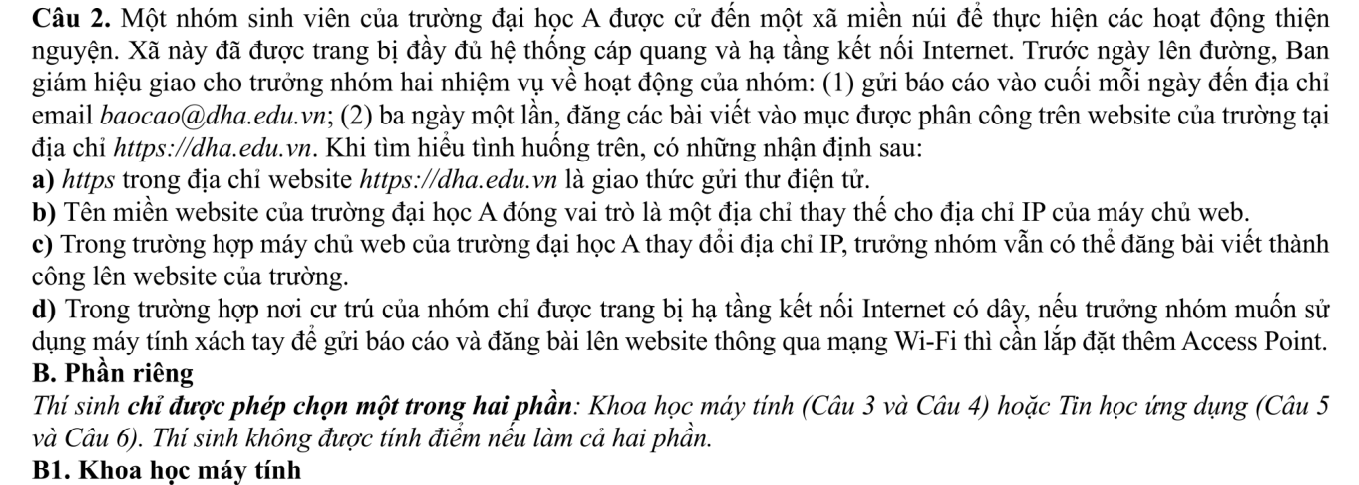 Câu 2. Một nhóm sinh viên của trường đại học A được cử đến một xã miền núi để thực hiện các hoạt động thiện
nguyện. Xã này đã được trang bị đầy đủ hệ thống cáp quang và hạ tầng kết nối Internet. Trước ngày lên đường, Ban
giám hiệu giao cho trưởng nhóm hai nhiệm vụ về hoạt động của nhóm: (1) gửi báo cáo vào cuối mỗi ngày đến địa chỉ
email baocao@dha.edu.vn; (2) ba ngày một lần, đăng các bài viết vào mục được phân công trên website của trường tại
địa chỉ https://dha.edu.vn. Khi tìm hiểu tình huống trên, có những nhận định sau:
a) https trong địa chỉ website https://dha.edu.vn là giao thức gửi thư điện tử.
b) Tên miền website của trường đại học A đóng vai trò là một địa chỉ thay thế cho địa chỉ IP của máy chủ web.
c) Trong trường hợp máy chủ web của trường đại học A thay đổi địa chỉ IP, trưởng nhóm vẫn có thể đăng bài viết thành
công lên website của trường.
d) Trong trường hợp nơi cư trú của nhóm chỉ được trang bị hạ tầng kết nối Internet có dây, nếu trưởng nhóm muốn sử
dụng máy tính xách tay để gửi báo cáo và đăng bài lên website thông qua mạng Wi-Fi thì cần lắp đặt thêm Access Point.
B. Phần riêng
Thí sinh chỉ được phép chọn một trong hai phần: Khoa học máy tính (Câu 3 và Câu 4) hoặc Tin học ứng dụng (Câu 5
và Câu 6). Thí sinh không được tính điểm nếu làm cả hai phần.
B1. Khoa học máy tính